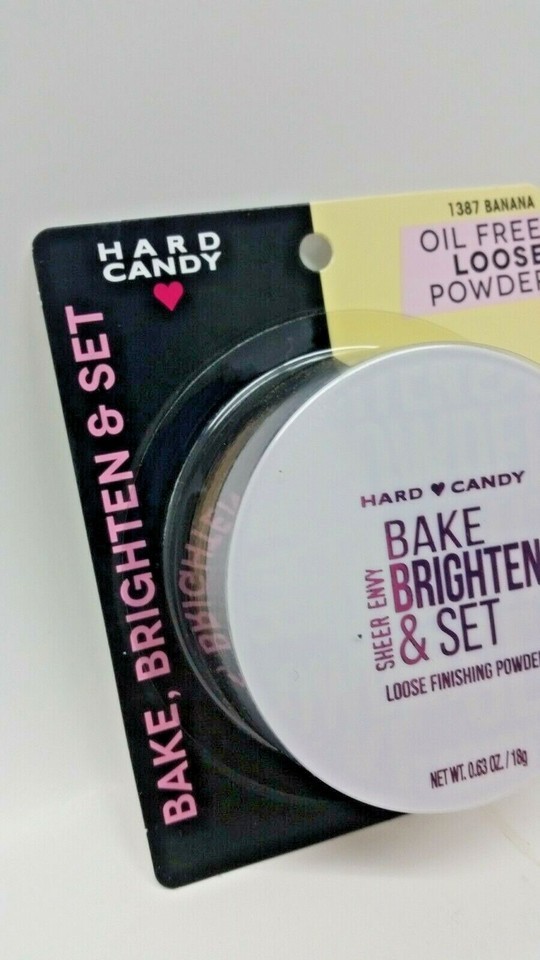 HARD
CANDY
BAKE, BRIGHTEN & SET
1387 BANANA
OIL FREE
LOOSE
POWDER
HARD ♥ CANDY
SHEER ENVY
BAKE
BRIGHTEN
& SET
LOOSE FINISHING POWDER
NET WT. 0.63 OZ. / 18g